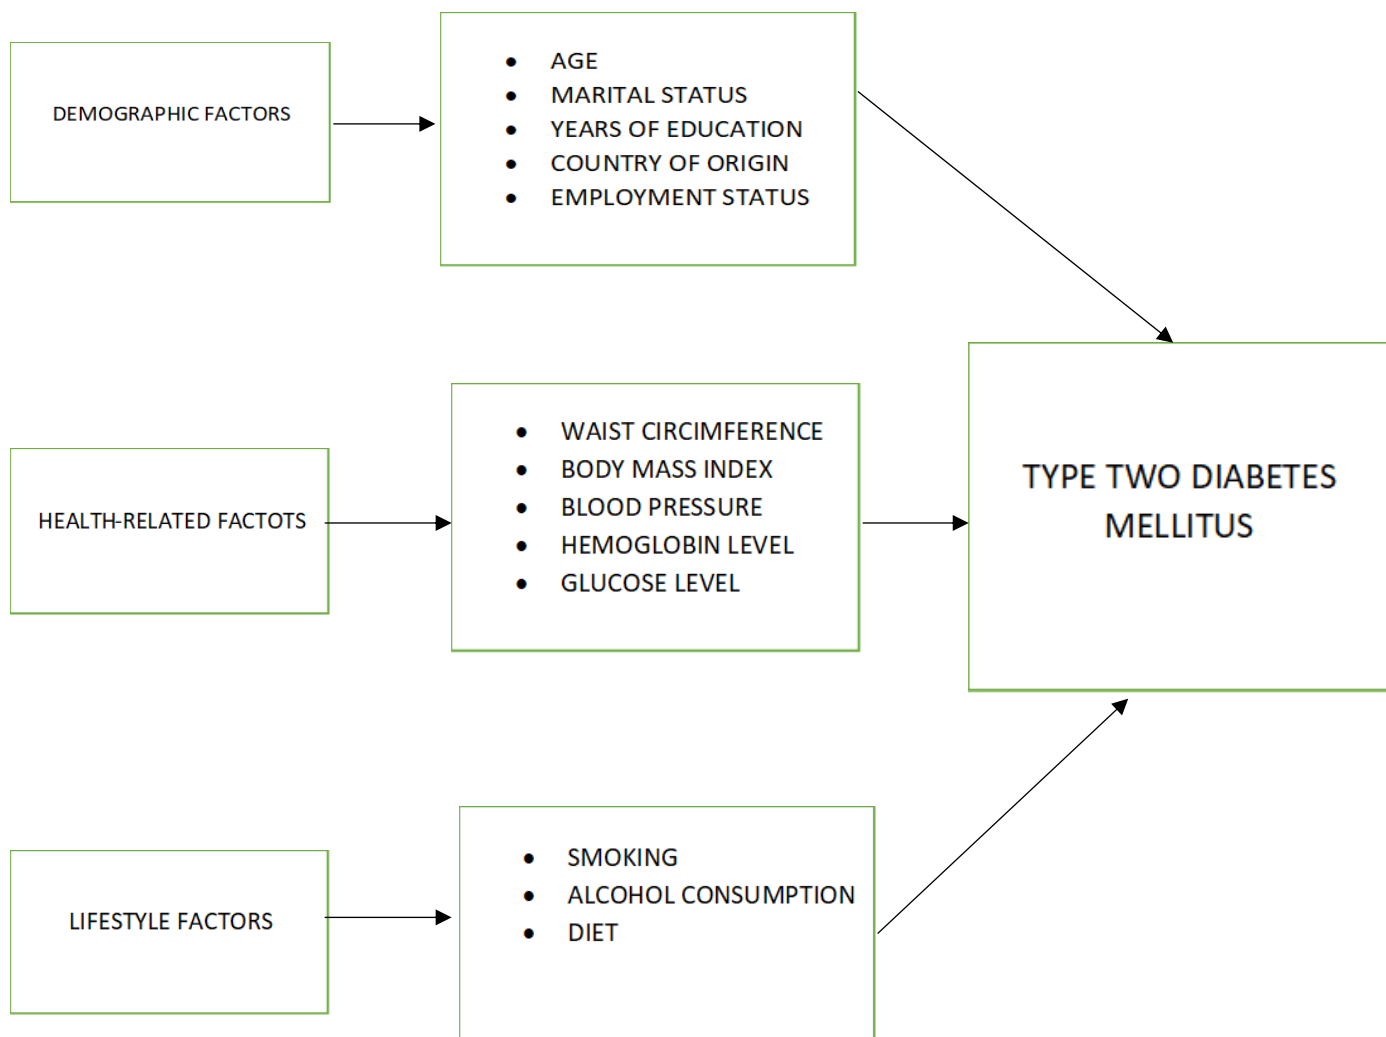 DEMOGRAPHIC FACTORS
• AGE
• MARITAL STATUS
• YEARS OF EDUCATION
• COUNTRY OF ORIGIN
• EMPLOYMENT STATUS
HEALTH-RELATED FACTOTS
• WAIST CIRCIMFERENCE
• BODY MASS INDEX
• BLOOD PRESSURE
• HEMOGLOBIN LEVEL
• GLUCOSE LEVEL
TYPE TWO DIABETES
MELLITUS
LIFESTYLE FACTORS
• SMOKING
• ALCOHOL CONSUMPTION
• DIET